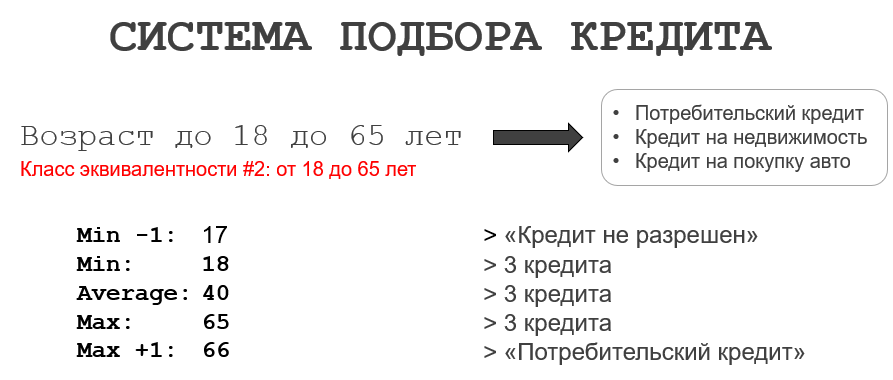 СИСТЕМА ПОДБОРА КРЕДИТА
Возраст до 18 до 65 лет
Класс эквивалентности #2: от 18 до 65 лет
• Потребительский кредит
• Кредит на недвижимость
• Кредит на покупку авто
Min -1: 17 > «Кредит не разрешен»
Min: 18 > 3 кредита
Average: 40 > 3 кредита
Max: 65 > 3 кредита
Max +1: 66 > «Потребительский кредит»